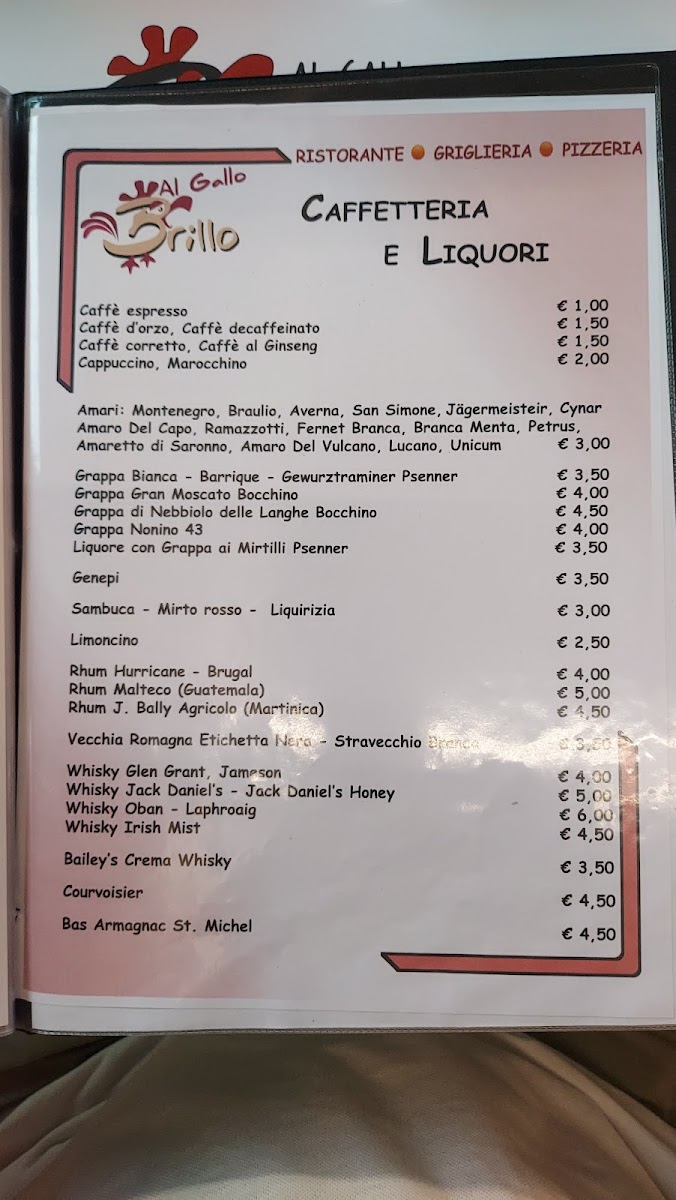 RISTORANTE GRIGLIERIA PIZZERIA
Al Gallo
Brillo
CAFFETTERIA
E LIQUORI
Caffè espresso € 1,00
Caffè d'orzo, Caffè decaffeinato € 1,50
Caffè corretto, Caffè al Ginseng € 1,50
Cappuccino, Marocchino € 2,00
Amari: Montenegro, Braulio, Averna, San Simone, Jägermeisteir, Cynar
Amaro Del Capo, Ramazzotti, Fernet Branca, Branca Menta, Petrus,
Amaretto di Saronno, Amaro Del Vulcano, Lucano, Unicum € 3,00
Grappa Bianca - Barrique - Gewurztraminer Psenner € 3,50
Grappa Gran Moscato Bocchino € 4,00
Grappa di Nebbiolo delle Langhe Bocchino € 4,50
Grappa Nonino 43 € 4,00
Liquore con Grappa ai Mirtilli Psenner € 3,50
Genepi € 3,50
Sambuca - Mirto rosso - Liquirizia € 3,00
Limoncino € 2,50
Rhum Hurricane - Brugal € 4,00
Rhum Malteco (Guatemala) € 5,00
Rhum J. Bally Agricolo (Martinica) € 4,50
Vecchia Romagna Etichetta Nera - Stravecchio Branca
Whisky Glen Grant, Jameson € 4,00
Whisky Jack Daniel's - Jack Daniel's Honey € 5,00
Whisky Oban - Laphroaig € 6,00
Whisky Irish Mist € 4,50
Bailey's Crema Whisky € 3,50
Courvoisier € 4,50
Bas Armagnac St. Michel € 4,50